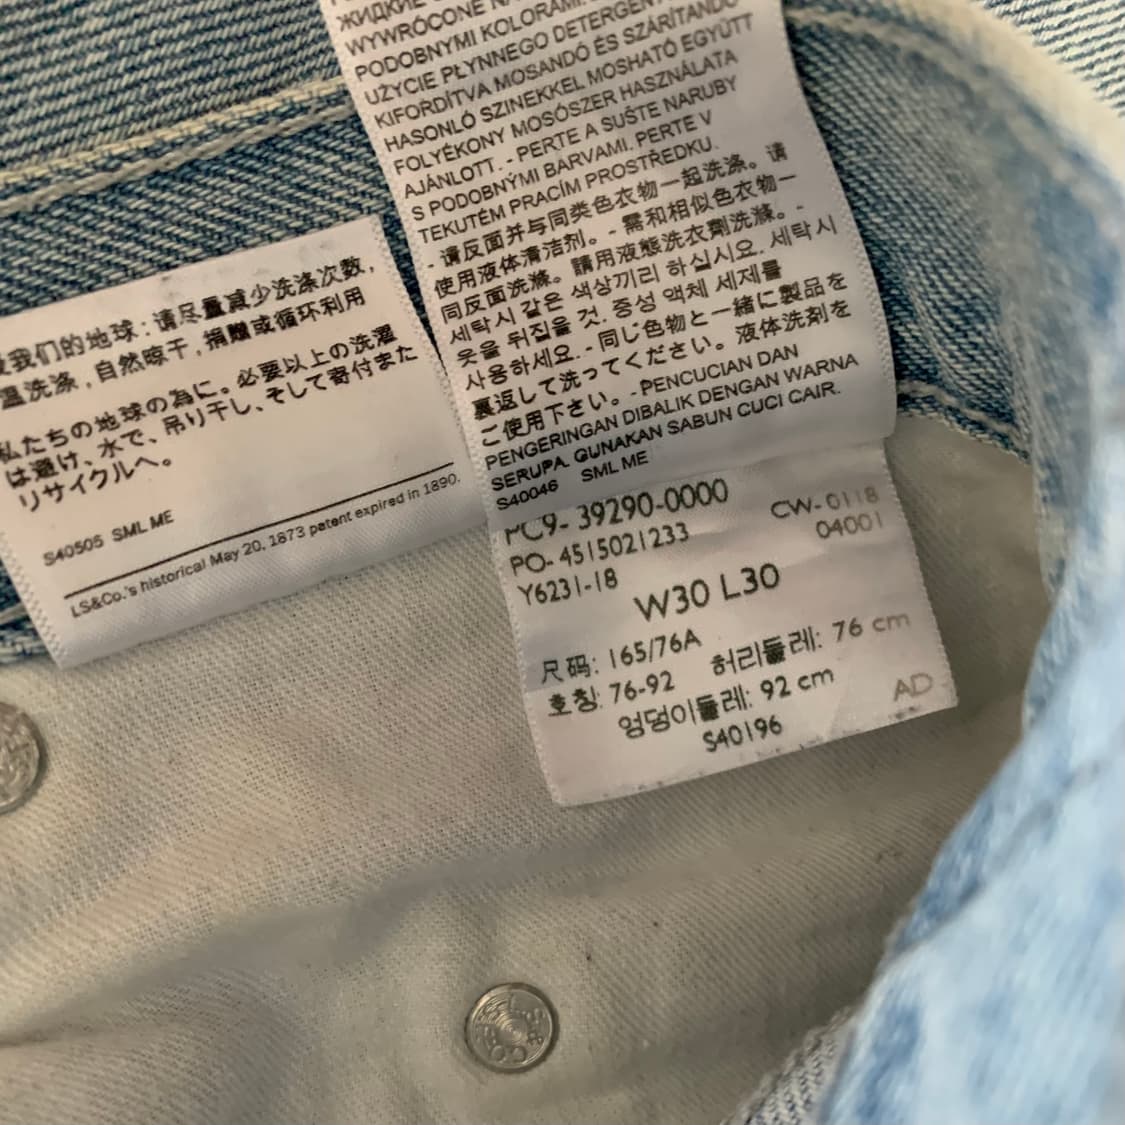 爱我们的地球:请尽量减少洗涤次数,
温洗涤,自然晾干,捐赠或循环利用
私たちの地球の為に。必要以上の洗濯
は避け、水で、吊り干し、そして寄付また
リサイクルへ。
S40505 SML ME
LS&Co.'s historical May 20, 1873 patent expired in 1890.
ЖИДКИЕ
WYWRÓCONE NA
PODOBNYMI KOLORAMI.
UŻYCIE PŁYNNEGO DETERGENT
KIFORDÍTVA MOSANDÓ ÉS SZÁRÍTANDÓ
HASONLÓ SZINEKKEL MOSHATÓ EGYÜTT
FOLYÉKONY MOSÓSZER HASZNÁLATA
AJÁNLOTT. - PERTE A SUŠTE NARUBY
S PODOBNÝMI BARVAMI. PERTE V
TEKUTÉM PRACÍM PROSTŘEDKU.
- 请反面并与同类色衣物一起洗涤。请
使用液体清洁剂。- 需和相似色衣物一
同反面洗滌。請用液態洗衣劑洗滌。-
세탁시 같은 색상끼리 하십시요. 세탁시
옷을 뒤집을 것. 중성 액체 세제를
사용하세요. - 同じ色物と一緒に製品を
裏返して洗ってください。液体洗剤を
ご使用下さい。-PENCUCIAN DAN
PENGERINGAN DIBALIK DENGAN WARNA
SERUPA. GUNAKAN SABUN CUCI CAIR.
S40046 SML ME
PC9- 39290-0000
CW- 0118
PO- 4515021233
04001
Y6231-18
W30 L30
尺码: 165/76A
허리둘레: 76 cm
호칭: 76-92
엉덩이둘레: 92 cm
AD
S40196